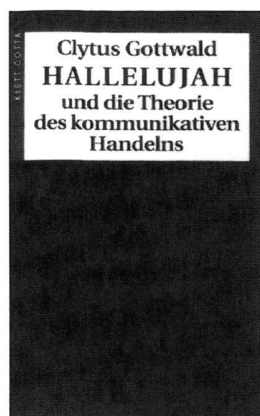 KLETT-COTTA
Clytus Gottwald
HALLELUJAH
und die Theorie
des kommunikativen
Handelns